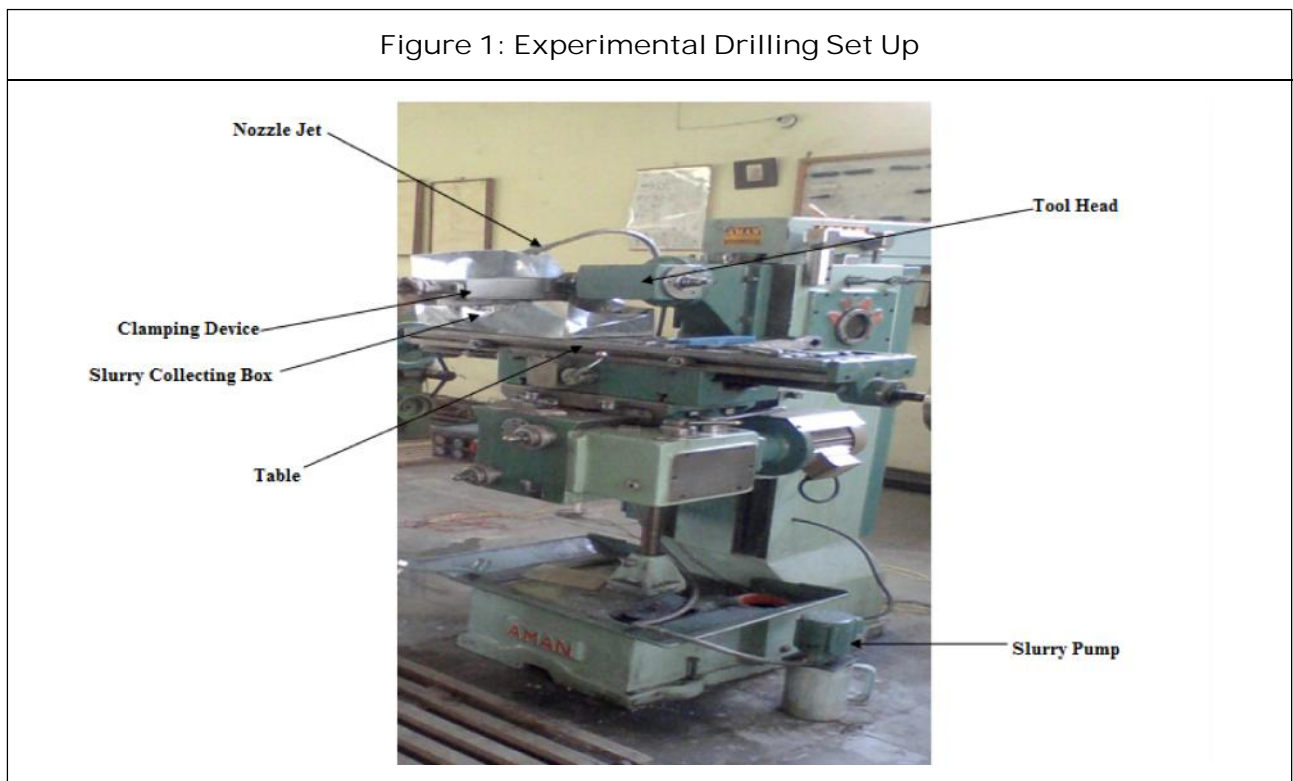 Figure 1: Experimental Drilling Set Up
Nozzle Jet
Tool Head
Clamping Device
Slurry Collecting Box
Table
Slurry Pump
AMAN
AMAN